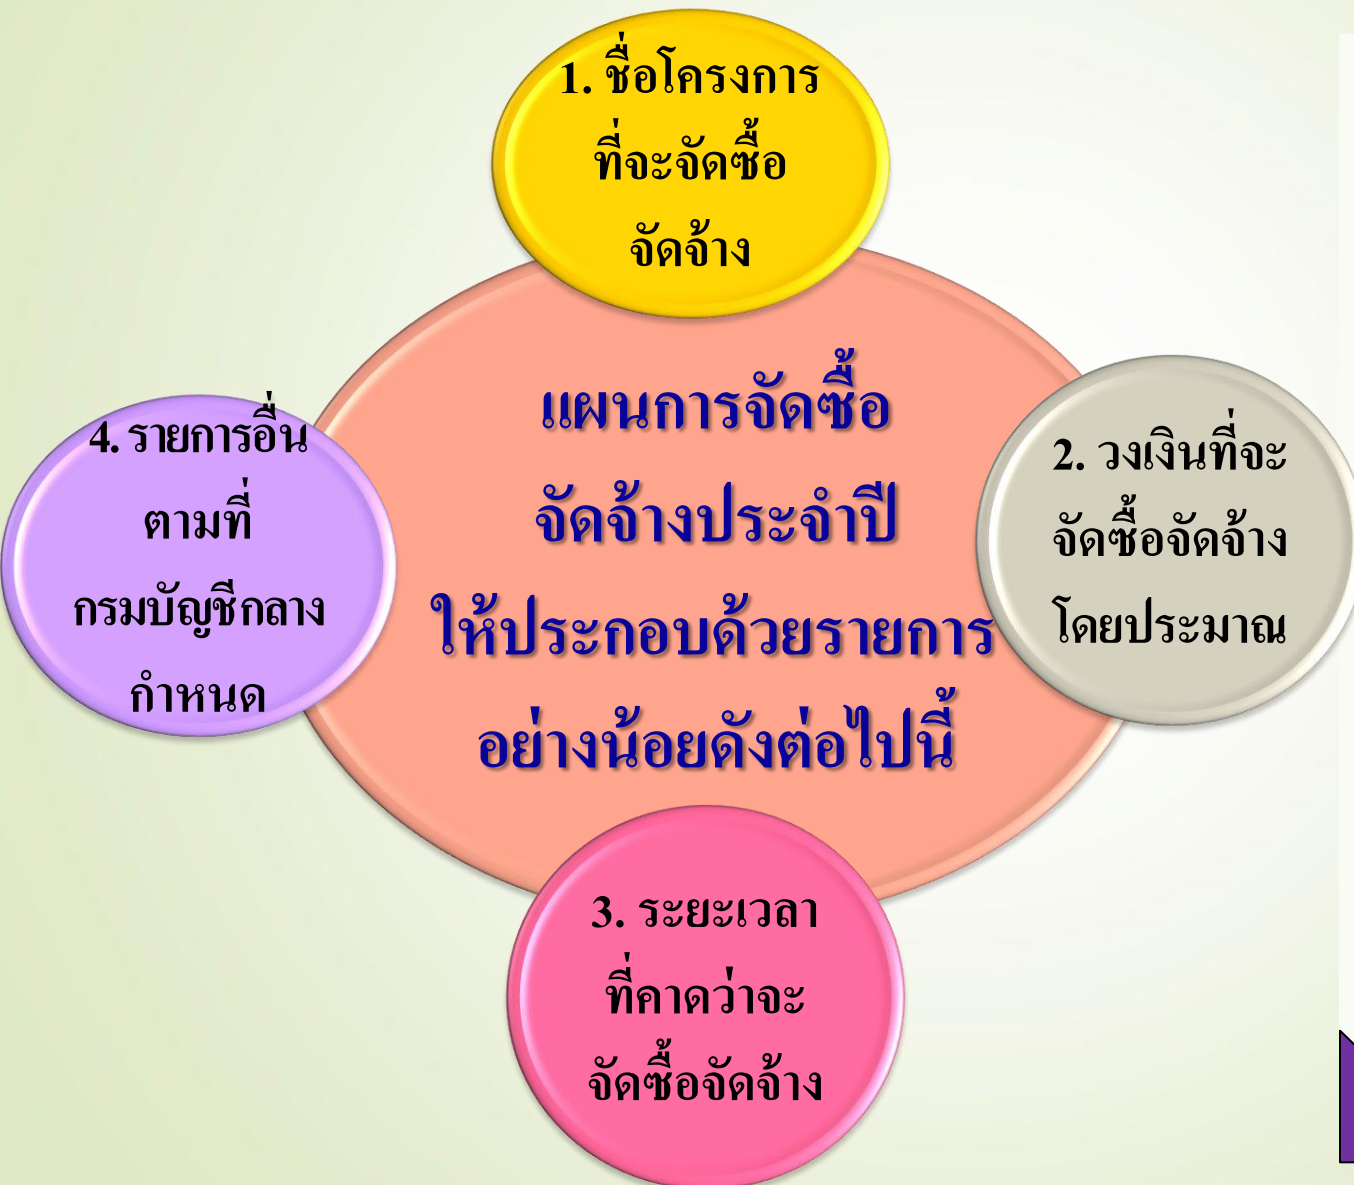 1. ชื่อโครงการ
ที่จะจัดซื้อ
จัดจ้าง
แผนการจัดซื้อ
จัดจ้างประจำปี
ให้ประกอบด้วยรายการ
อย่างน้อยดังต่อไปนี้
2. วงเงินที่จะ
จัดซื้อจัดจ้าง
โดยประมาณ
3. ระยะเวลา
ที่คาดว่าจะ
จัดซื้อจัดจ้าง
4. รายการอื่น
ตามที่
กรมบัญชีกลาง
กำหนด